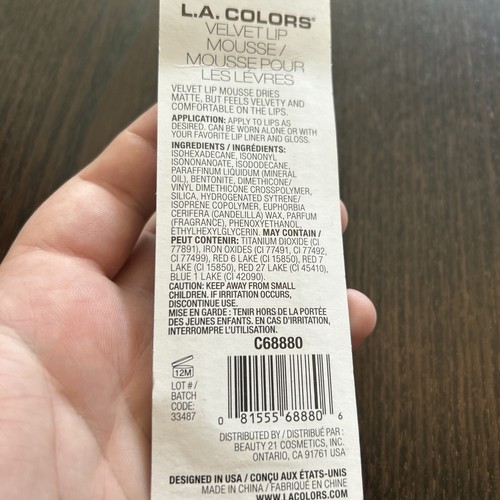 L.A. COLORS®
VELVET LIP
MOUSSE /
MOUSSE POUR
LES LÈVRES
VELVET LIP MOUSSE DRIES
MATTE, BUT FEELS VELVETY AND
COMFORTABLE ON THE LIPS.
APPLICATION: APPLY TO LIPS AS
DESIRED. CAN BE WORN ALONE OR WITH
YOUR FAVORITE LIP LINER AND GLOSS.
INGREDIENTS / INGRÉDIENTS:
ISOHEXADECANE, ISONONYL
ISONONANOATE, ISODODECANE,
PARAFFINUM LIQUIDUM (MINERAL
OIL), BENTONITE, DIMETHICONE/
VINYL DIMETHICONE CROSSPOLYMER,
SILICA, HYDROGENATED SYTRENE/
ISOPRENE COPOLYMER, EUPHORBIA
CERIFERA (CANDELILLA) WAX, PARFUM
(FRAGRANCE), PHENOXYETHANOL,
ETHYLHEXYLGLYCERIN. MAY CONTAIN /
PEUT CONTENIR: TITANIUM DIOXIDE (CI
77891), IRON OXIDES (CI 77491, CI 77492,
CI 77499), RED 6 LAKE (CI 15850), RED 7
LAKE (CI 15850), RED 27 LAKE (CI 45410),
BLUE 1 LAKE (CI 42090).
CAUTION: KEEP AWAY FROM SMALL
CHILDREN. IF IRRITATION OCCURS,
DISCONTINUE USE.
MISE EN GARDE : TENIR HORS DE LA PORTÉE
DES JEUNES ENFANTS. EN CAS D'IRRITATION,
INTERROMPRE L'UTILISATION.
C68880
12M
LOT # /
BATCH
CODE:
33487
0 81555 68880 6
DISTRIBUTED BY / DISTRIBUÉ PAR :
BEAUTY 21 COSMETICS, INC.
ONTARIO, CA 91761 USA
DESIGNED IN USA / CONÇU AUX ÉTATS-UNIS
MADE IN CHINA / FABRIQUÉ EN CHINE
WWW.LACOLORS.COM